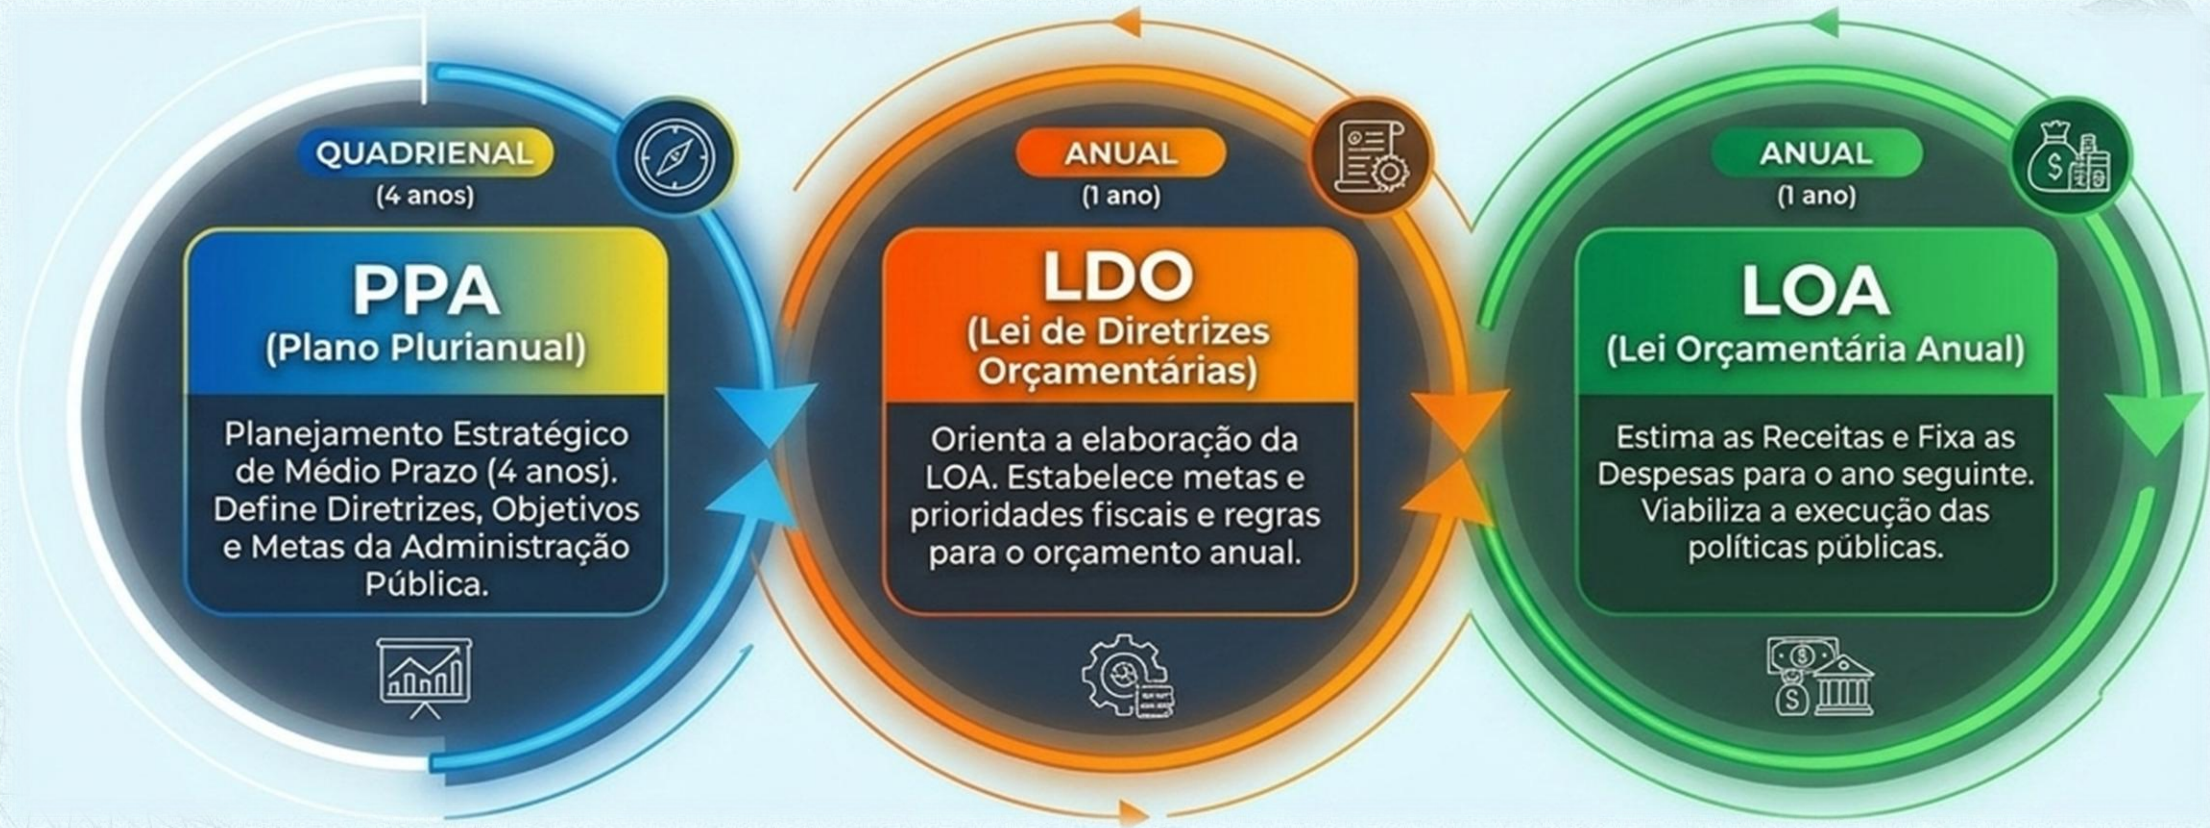 QUADRIENAL
(4 anos)
PPA
(Plano Plurianual)
Planejamento Estratégico
de Médio Prazo (4 anos).
Define Diretrizes, Objetivos
e Metas da Administração
Pública.
ANUAL
(1 ano)
LDO
(Lei de Diretrizes
Orçamentárias)
Orienta a elaboração da
LOA. Estabelece metas e
prioridades fiscais e regras
para o orçamento anual.
ANUAL
(1 ano)
LOA
(Lei Orçamentária Anual)
Estima as Receitas e Fixa as
Despesas para o ano seguinte.
Viabiliza a execução das
políticas públicas.